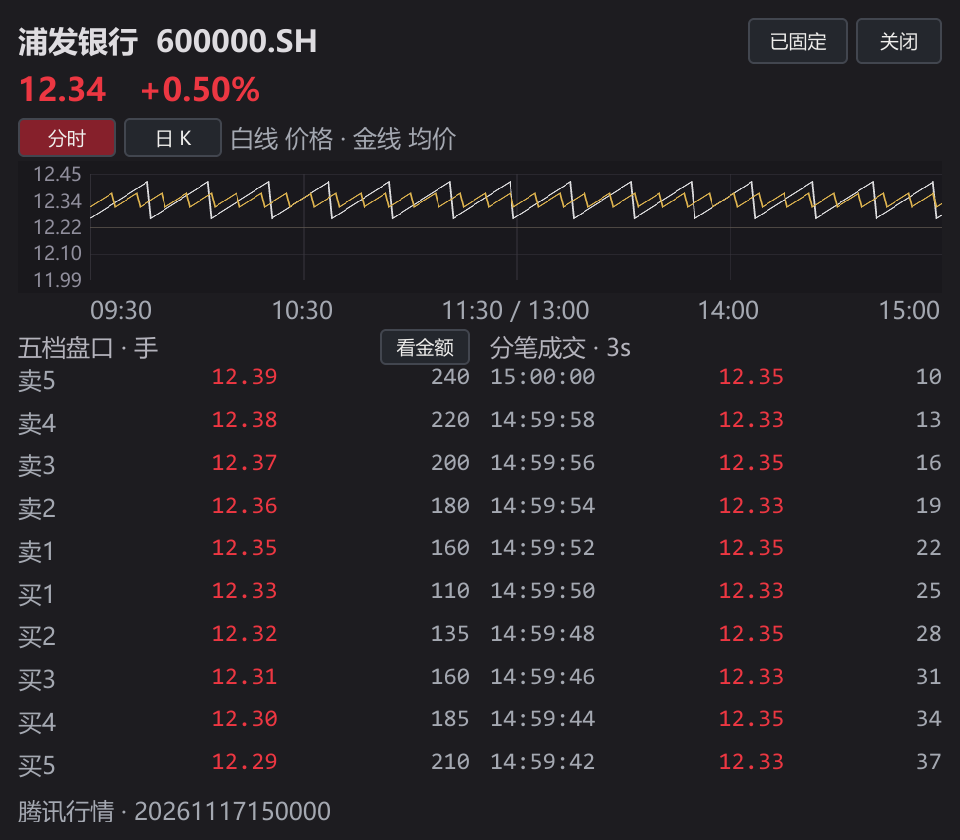 浦发银行 600000.SH 已固定 关闭
12.34 +0.50%
分时 日 K 白线 价格 · 金线 均价
12.45
12.34
12.22
12.10
11.99
09:30 10:30 11:30 / 13:00 14:00 15:00
五档盘口 · 手 看金额 分笔成交 · 3s
卖5 12.39 240 15:00:00 12.35 10
卖4 12.38 220 14:59:58 12.33 13
卖3 12.37 200 14:59:56 12.35 16
卖2 12.36 180 14:59:54 12.33 19
卖1 12.35 160 14:59:52 12.35 22
买1 12.33 110 14:59:50 12.33 25
买2 12.32 135 14:59:48 12.35 28
买3 12.31 160 14:59:46 12.33 31
买4 12.30 185 14:59:44 12.35 34
买5 12.29 210 14:59:42 12.33 37
腾讯行情 · 20261117150000